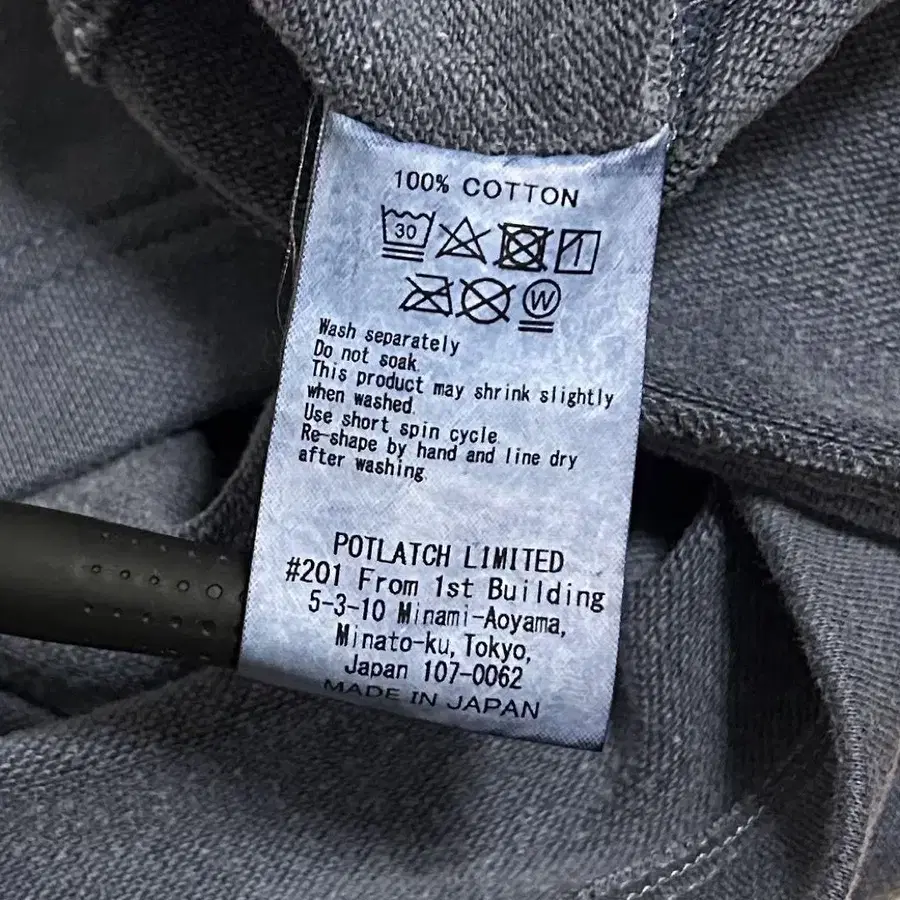 100% COTTON
30
W
Wash separately
Do not soak.
This product may shrink slightly
when washed.
Use short spin cycle.
Re-shape by hand and line dry
after washing.
POTLATCH LIMITED
#201 From 1st Building
5-3-10 Minami-Aoyama,
Minato-ku, Tokyo,
Japan 107-0062
MADE IN JAPAN